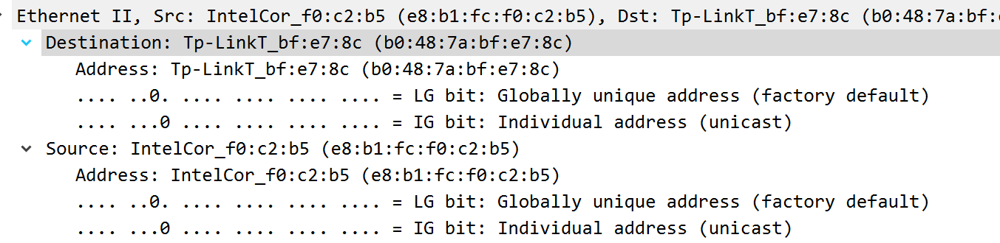 Ethernet II, Src: IntelCor_f0:c2:b5 (e8:b1:fc:f0:c2:b5), Dst: Tp-LinkT_bf:e7:8c (b0:48:7a:bf:
Destination: Tp-LinkT_bf:e7:8c (b0:48:7a:bf:e7:8c)
Address: Tp-LinkT_bf:e7:8c (b0:48:7a:bf:e7:8c)
.... ..0. .... .... .... .... = LG bit: Globally unique address (factory default)
.... ...0 .... .... .... .... = IG bit: Individual address (unicast)
Source: IntelCor_f0:c2:b5 (e8:b1:fc:f0:c2:b5)
Address: IntelCor_f0:c2:b5 (e8:b1:fc:f0:c2:b5)
.... ..0. .... .... .... .... = LG bit: Globally unique address (factory default)
.... ...0 .... .... .... .... = IG bit: Individual address (unicast)